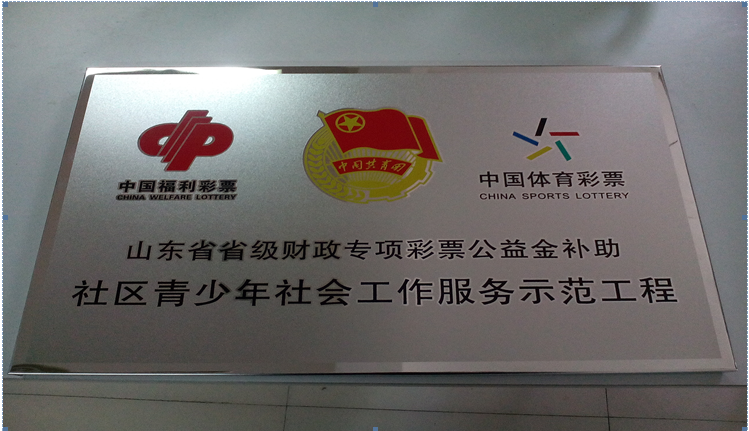 中国福利彩票
CHINA WELFARE LOTTERY
中国共青团
中国体育彩票
CHINA SPORTS LOTTERY
山东省省级财政专项彩票公益金补助
社区青少年社会工作服务示范工程